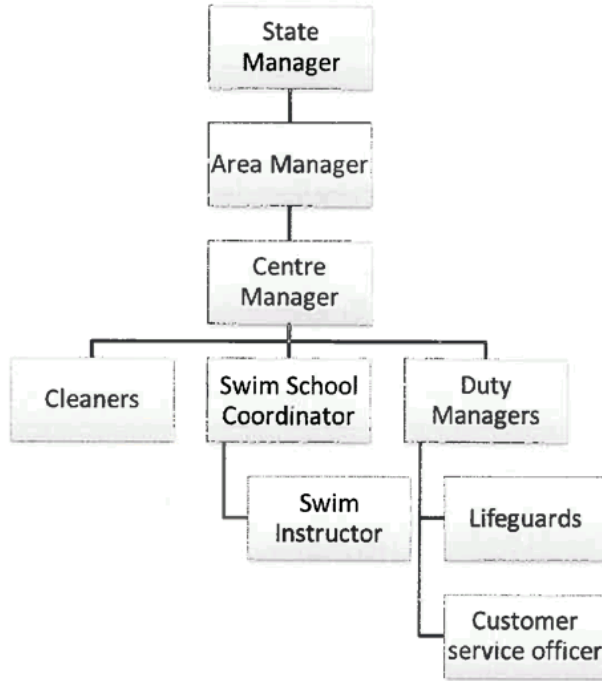 State
Manager
Area Manager
Centre
Manager
Cleaners
Swim School
Coordinator
Duty
Managers
Swim
Instructor
Lifeguards
Customer
service officer